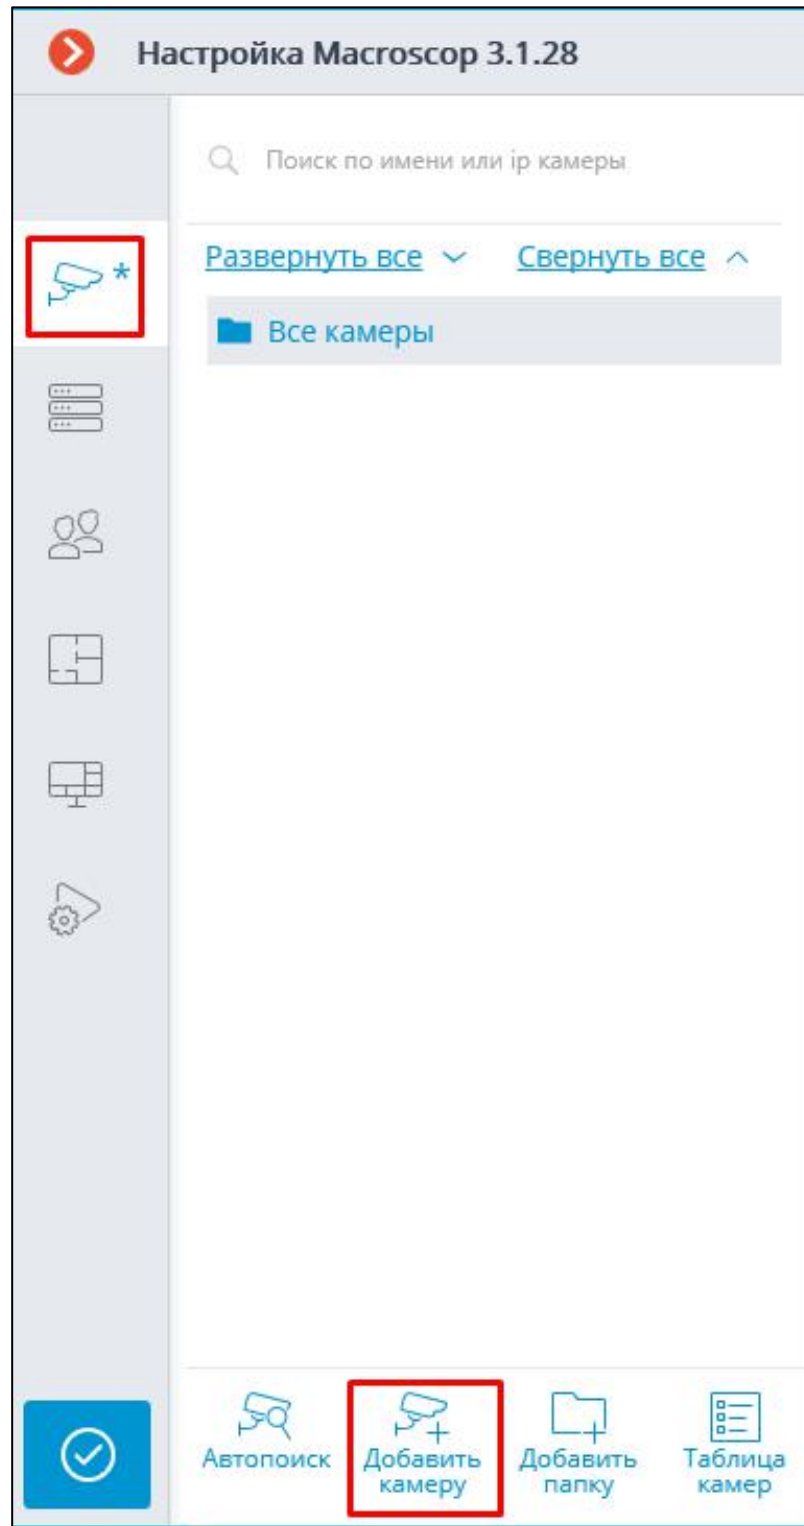 Настройка Macroscop 3.1.28
Поиск по имени или ip камеры
Развернуть все Свернуть все
*
Все камеры
Автопоиск Добавить камеру Добавить папку Таблица камер